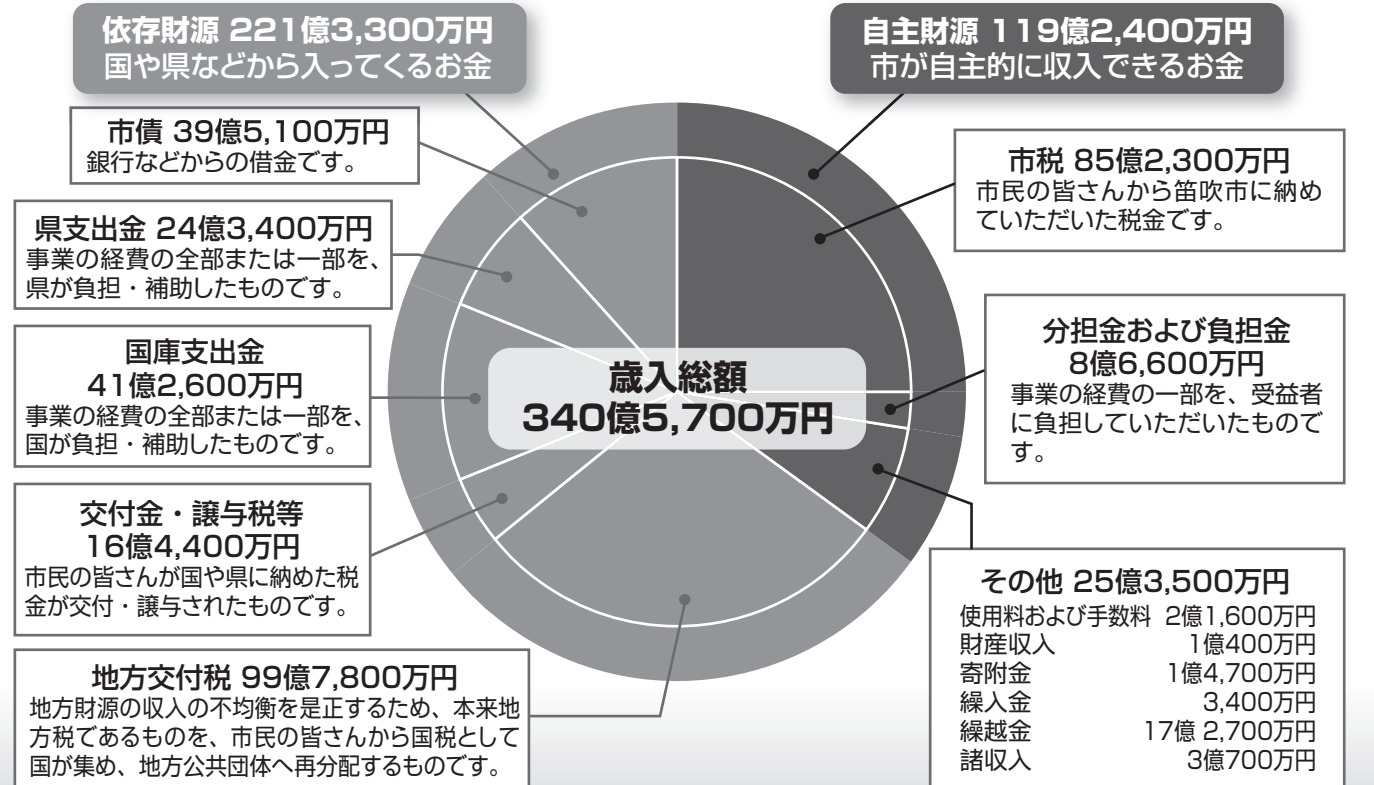 依存財源 221億3,300万円
国や県などから入ってくるお金
自主財源 119億2,400万円
市が自主的に収入できるお金
市債 39億5,100万円
銀行などからの借金です。
県支出金 24億3,400万円
事業の経費の全部または一部を、
県が負担・補助したものです。
国庫支出金
41億2,600万円
事業の経費の全部または一部を、
国が負担・補助したものです。
交付金・譲与税等
16億4,400万円
市民の皆さんが国や県に納めた税
金が交付・譲与されたものです。
地方交付税 99億7,800万円
地方財源の収入の不均衡を是正するため、本来地
方税であるものを、市民の皆さんから国税として
国が集め、地方公共団体へ再分配するものです。
歳入総額
340億5,700万円
市税 85億2,300万円
市民の皆さんから笛吹市に納め
ていただいた税金です。
分担金および負担金
8億6,600万円
事業の経費の一部を、受益者
に負担していただいたもので
す。
その他 25億3,500万円
使用料および手数料 2億1,600万円
財産収入 1億400万円
寄附金 1億4,700万円
繰入金 3,400万円
繰越金 17億 2,700万円
諸収入 3億700万円